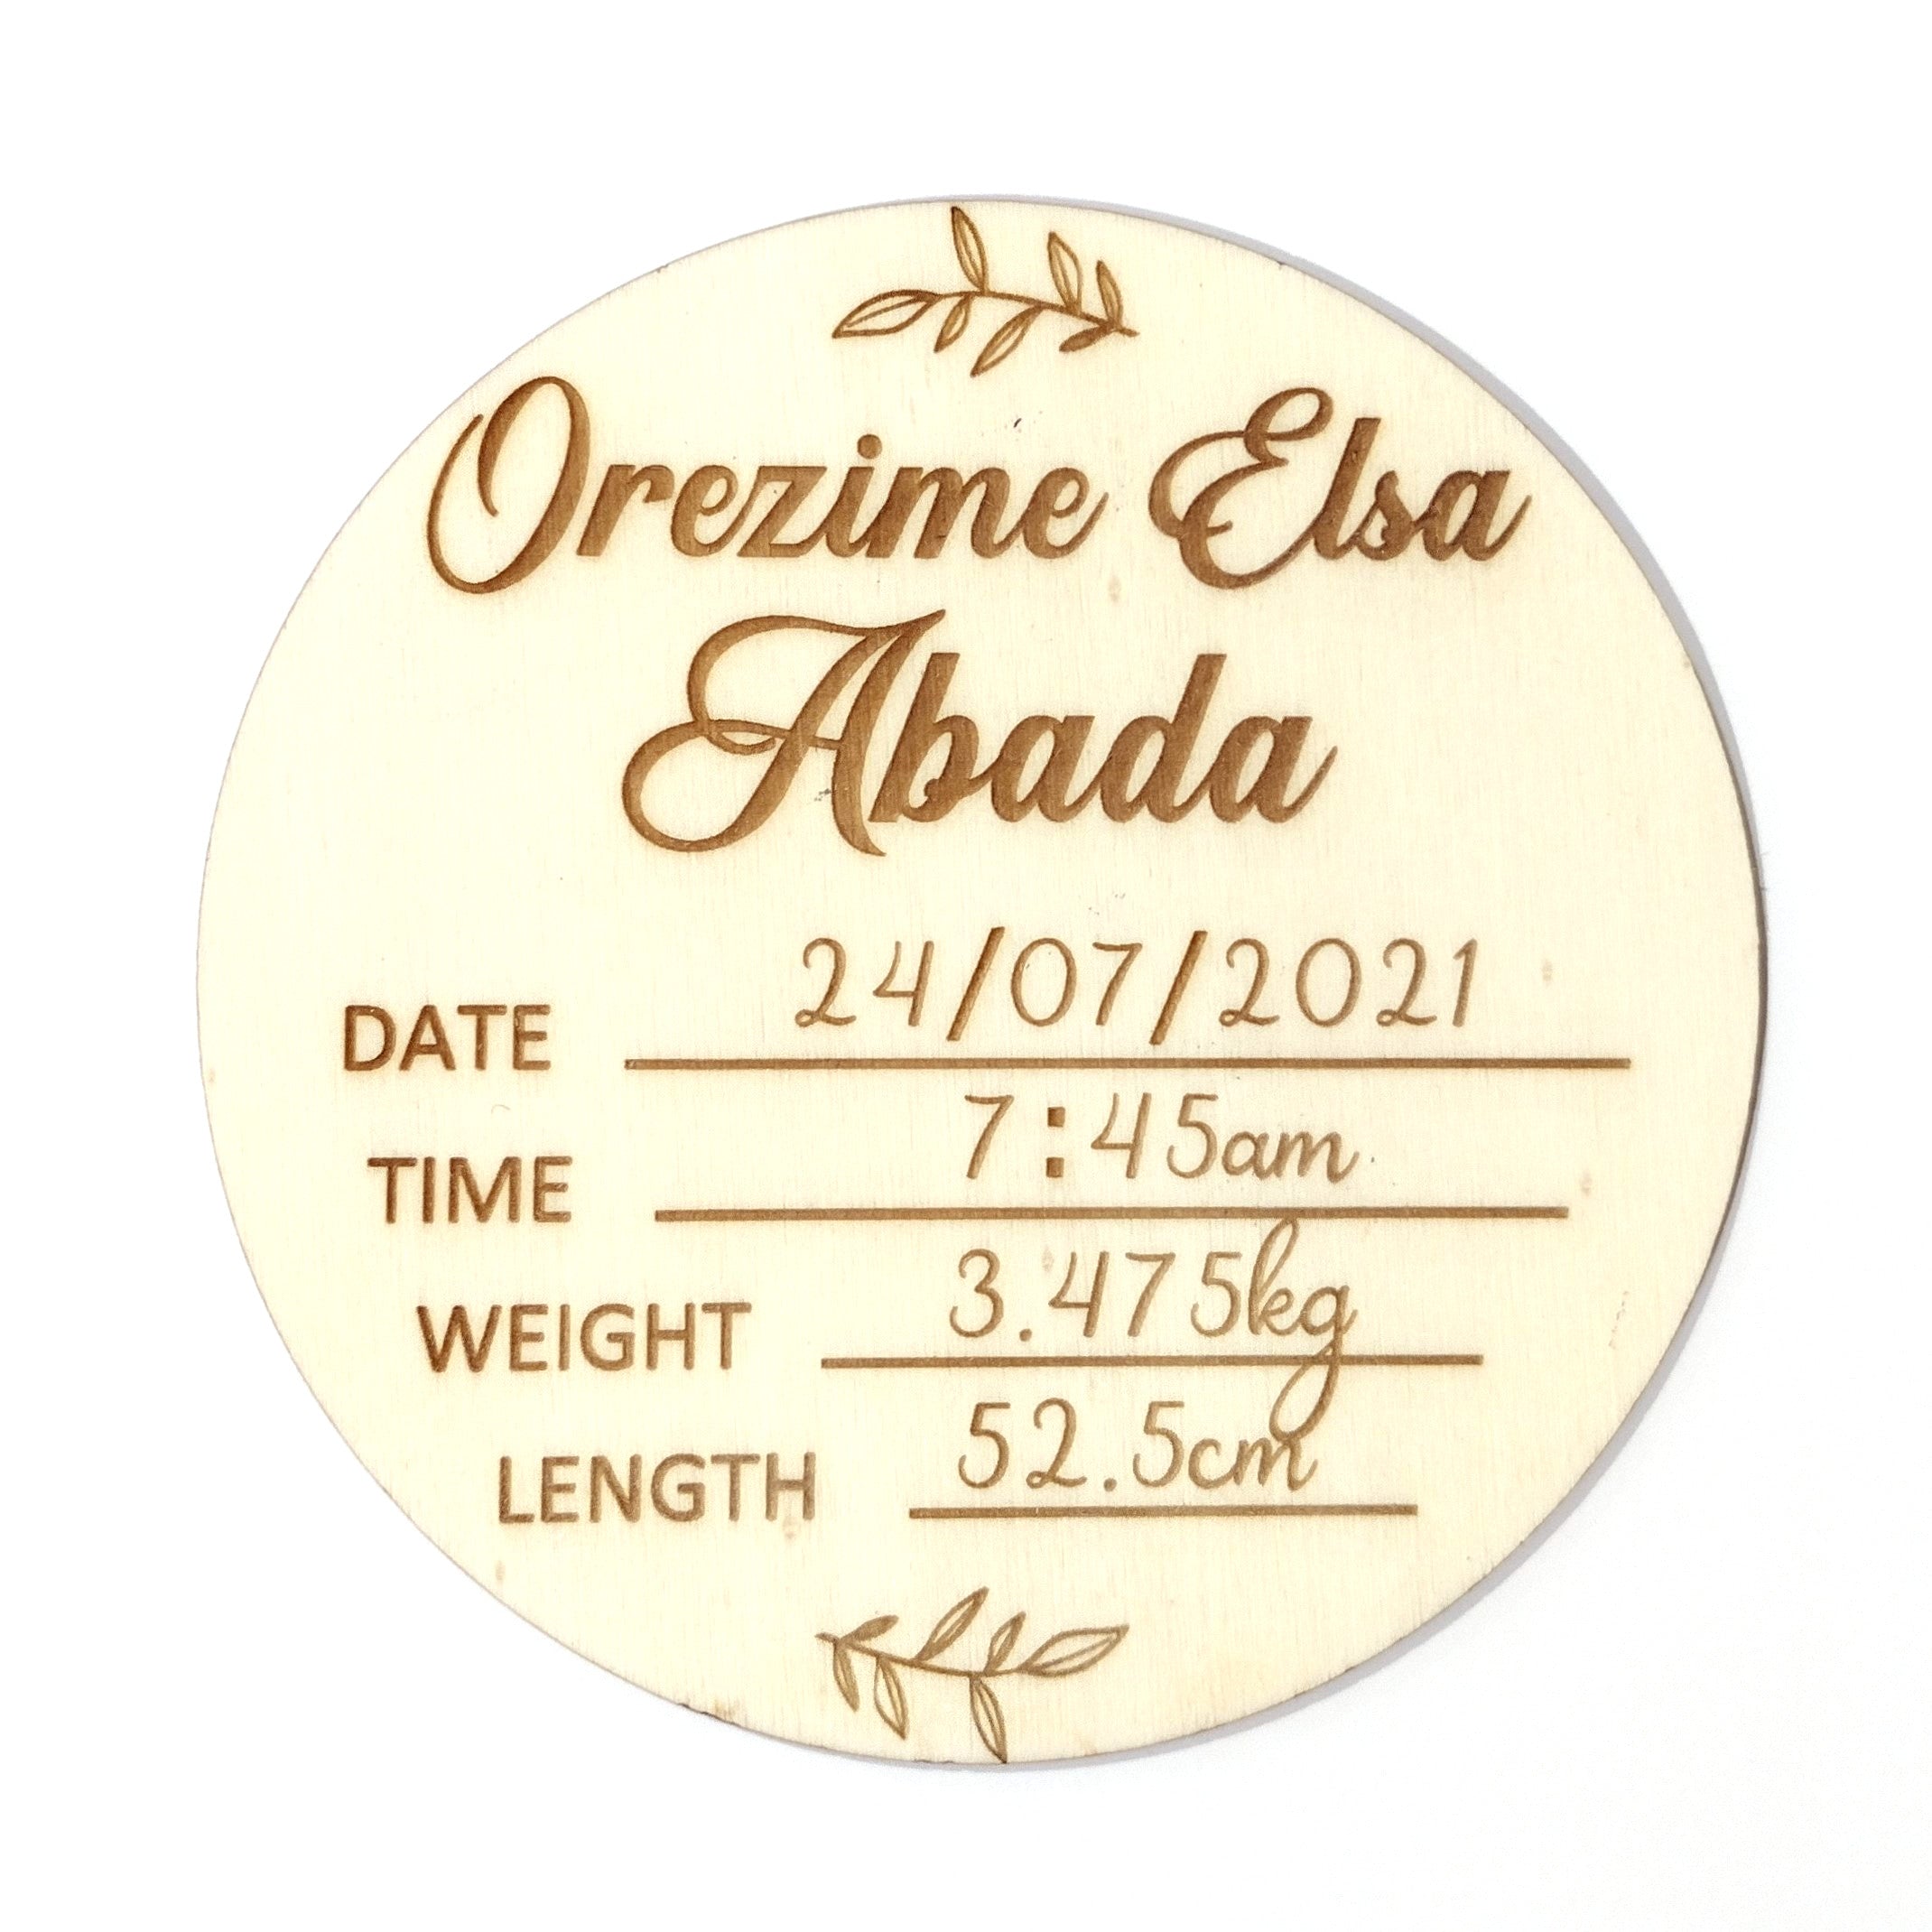 Orezime Elsa
Abada
DATE 24/07/2021
TIME 7:45am
WEIGHT 3.475kg
LENGTH 52.5cm